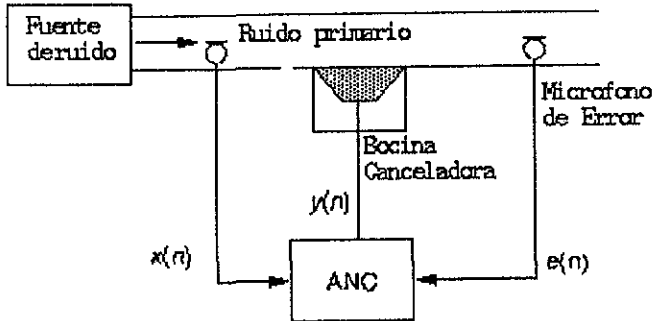 Fuente
deruido
Ruido primario
Microfono
de Error
Bocina
Canceladora
y(n)
x(n)
ANC
e(n)